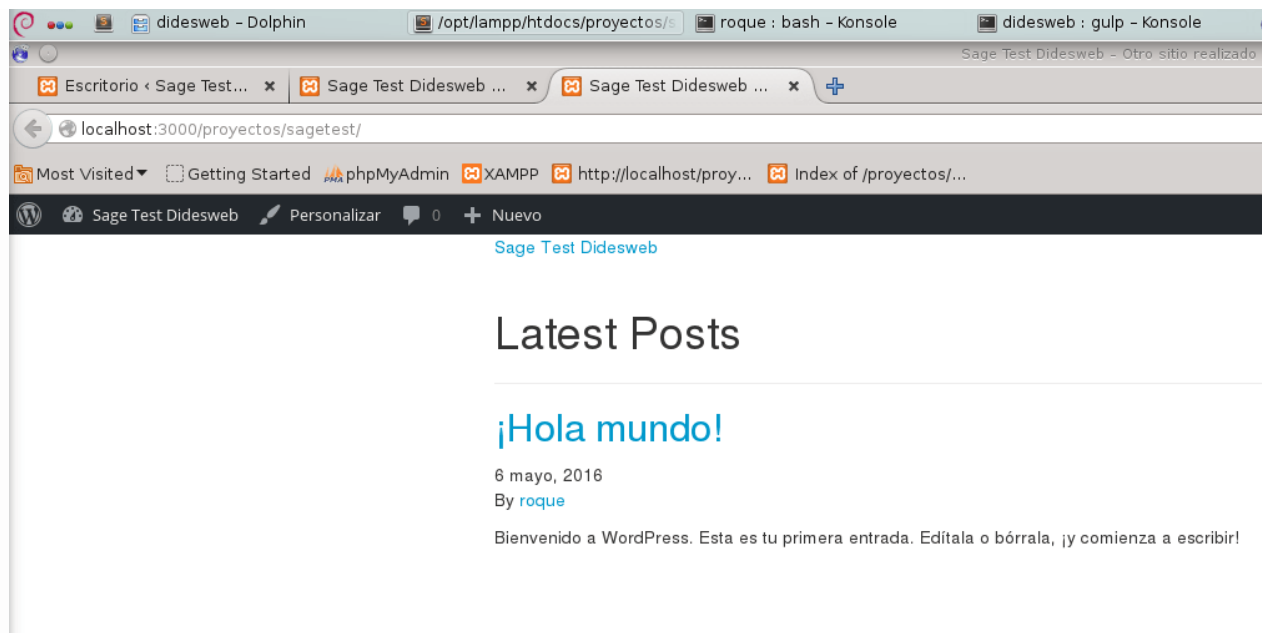 didesweb – Dolphin
/opt/lampp/htdocs/proyectos/s
roque : bash – Konsole
didesweb : gulp – Konsole
Sage Test Didesweb – Otro sitio realizado
Escritorio ‹ Sage Test...
Sage Test Didesweb ...
Sage Test Didesweb ...
localhost:3000/proyectos/sagetest/
Most Visited
Getting Started
phpMyAdmin
XAMPP
http://localhost/proy...
Index of /proyectos/...
Sage Test Didesweb
Personalizar
0
Nuevo
Sage Test Didesweb
Latest Posts
¡Hola mundo!
6 mayo, 2016
By roque
Bienvenido a WordPress. Esta es tu primera entrada. Edítala o bórrala, ¡y comienza a escribir!